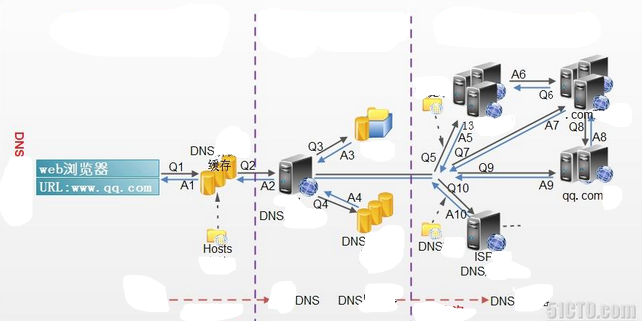 DNS
web浏览器
URL:www.qq.com
Q1
A1
DNS
缓存
Hosts
Q2
A2
DNS
Q3
A3
Q4
A4
DNS
13
A5
Q5
Q7
A6
Q6
.com
A7
Q8
A8
Q9
A9
qq.com
Q10
A10
DNS
ISF
DNS
DNS
DNS
DNS
51CTO.com